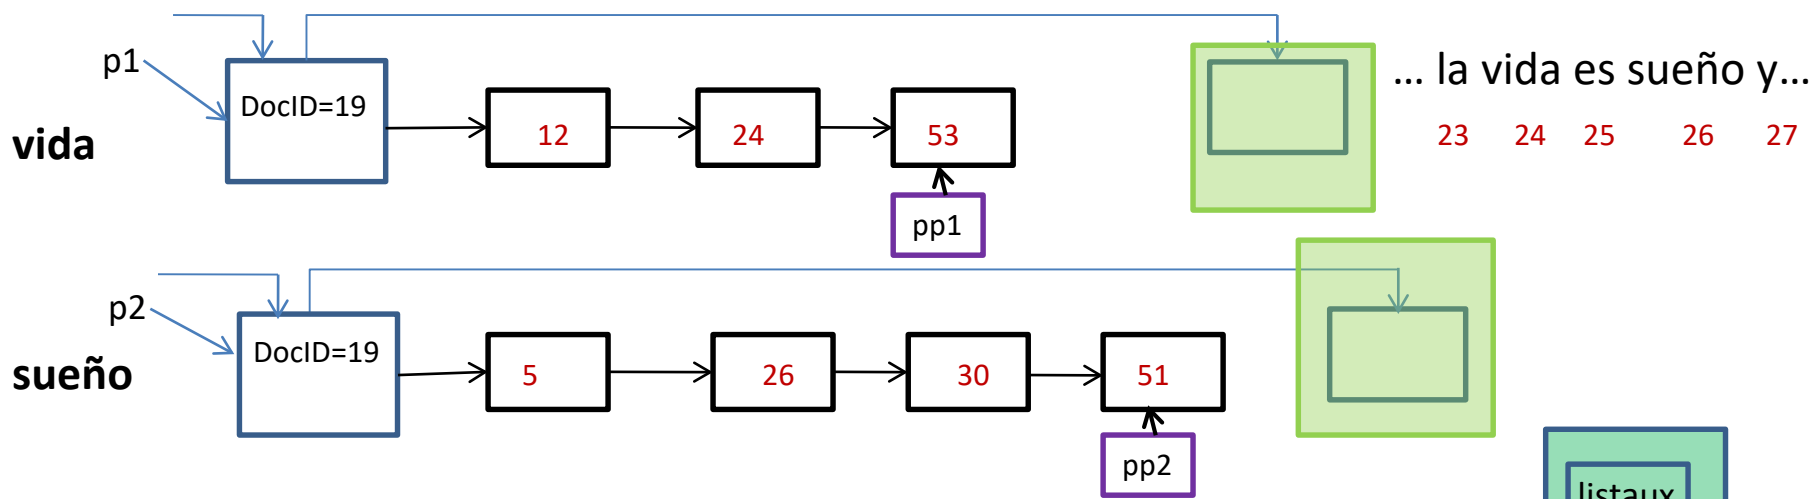 p1
DocID=19
vida
12
24
53
pp1
… la vida es sueño y…
23 24 25 26 27
p2
DocID=19
sueño
5
26
30
51
pp2
listaux